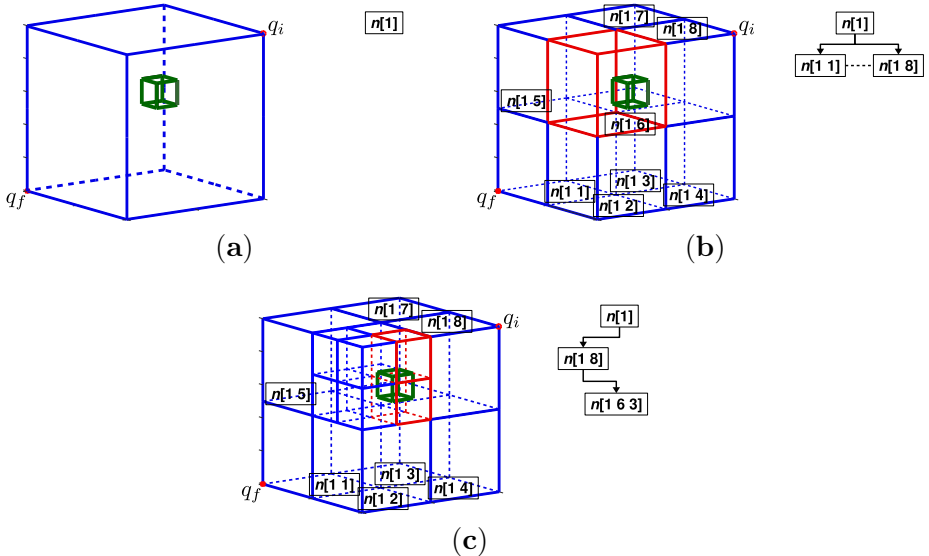 q_i
n[1]
q_f
(a)
n[1 7]
n[1 8]
q_i
n[1]
n[1 1]
n[1 8]
n[1 5]
n[1 6]
n[1 3]
n[1 1]
n[1 4]
n[1 2]
q_f
(b)
n[1 7]
n[1 8]
q_i
n[1]
n[1 8]
n[1 5]
n[1 6 3]
n[1 3]
n[1 1]
n[1 4]
n[1 2]
q_f
(c)